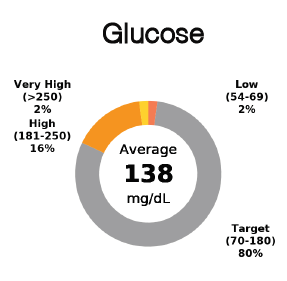 Glucose
Very High
(>250)
2%
High
(181-250)
16%
Low
(54-69)
2%
Average
138
mg/dL
Target
(70-180)
80%